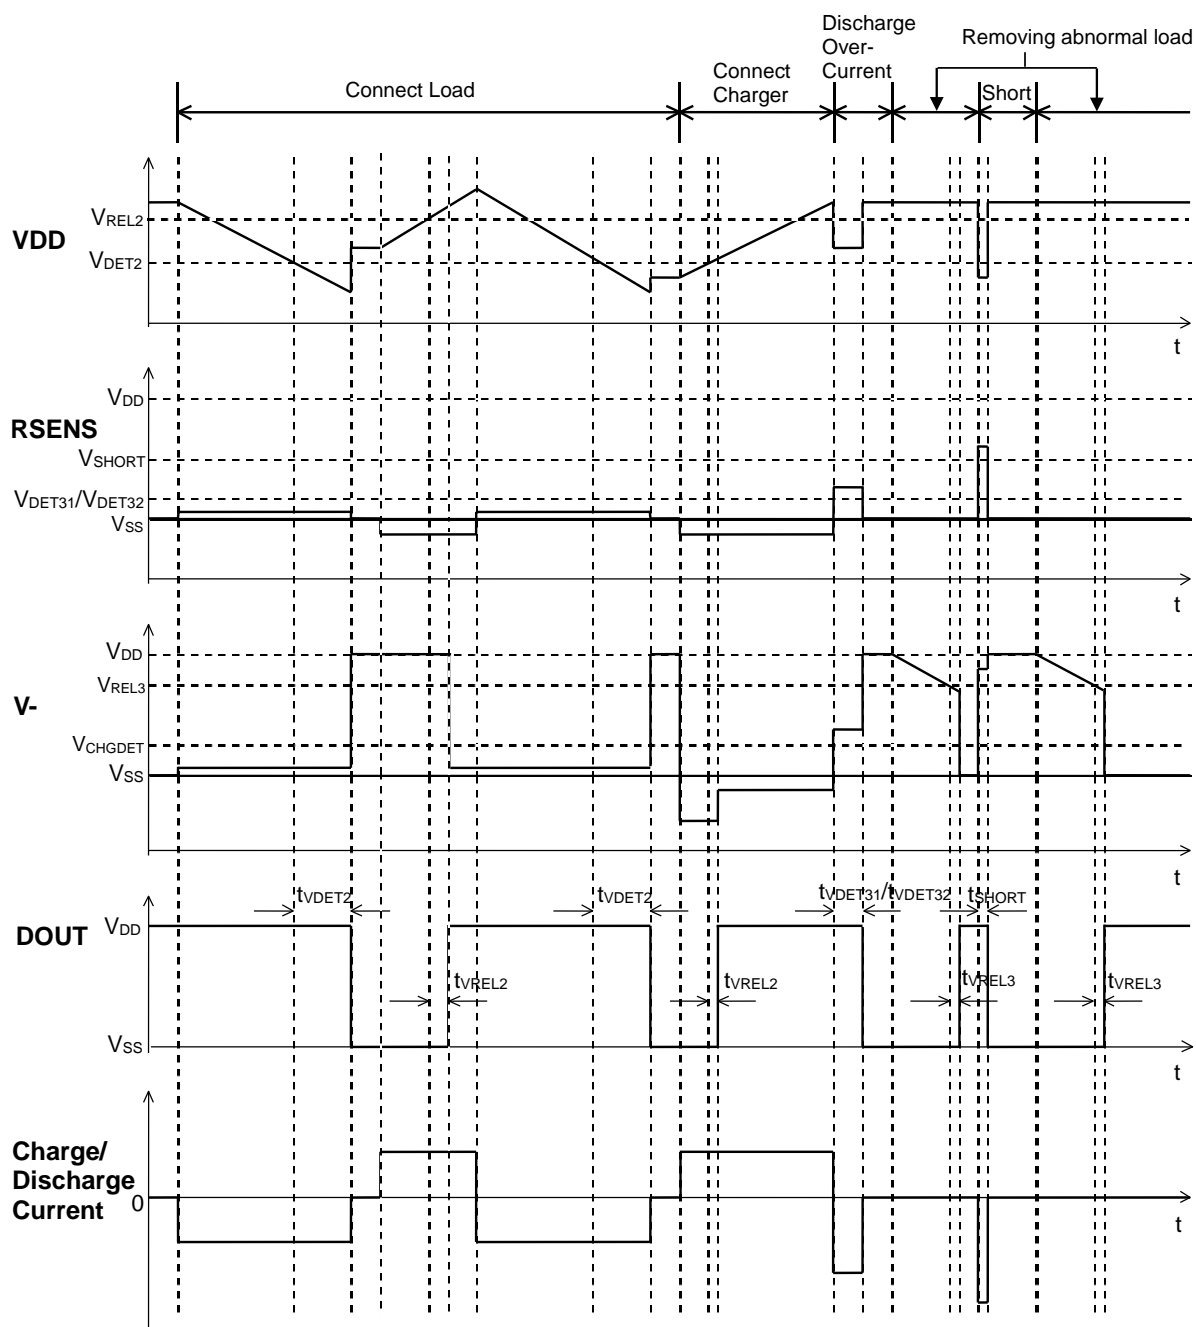 Discharge
Over-
Current
Removing abnormal load
Connect Load
Connect
Charger
Short
VREL2
VDD
VDET2
t
VDD
RSENS
VSHORT
VDET31/VDET32
VSS
t
VDD
VREL3
V-
VCHGDET
VSS
t
tVDET2
tVDET2
tVDET31/tVDET32
tSHORT
VDD
DOUT
tVREL2
tVREL2
tVREL3
tVREL3
VSS
t
Charge/
Discharge
Current
0
t